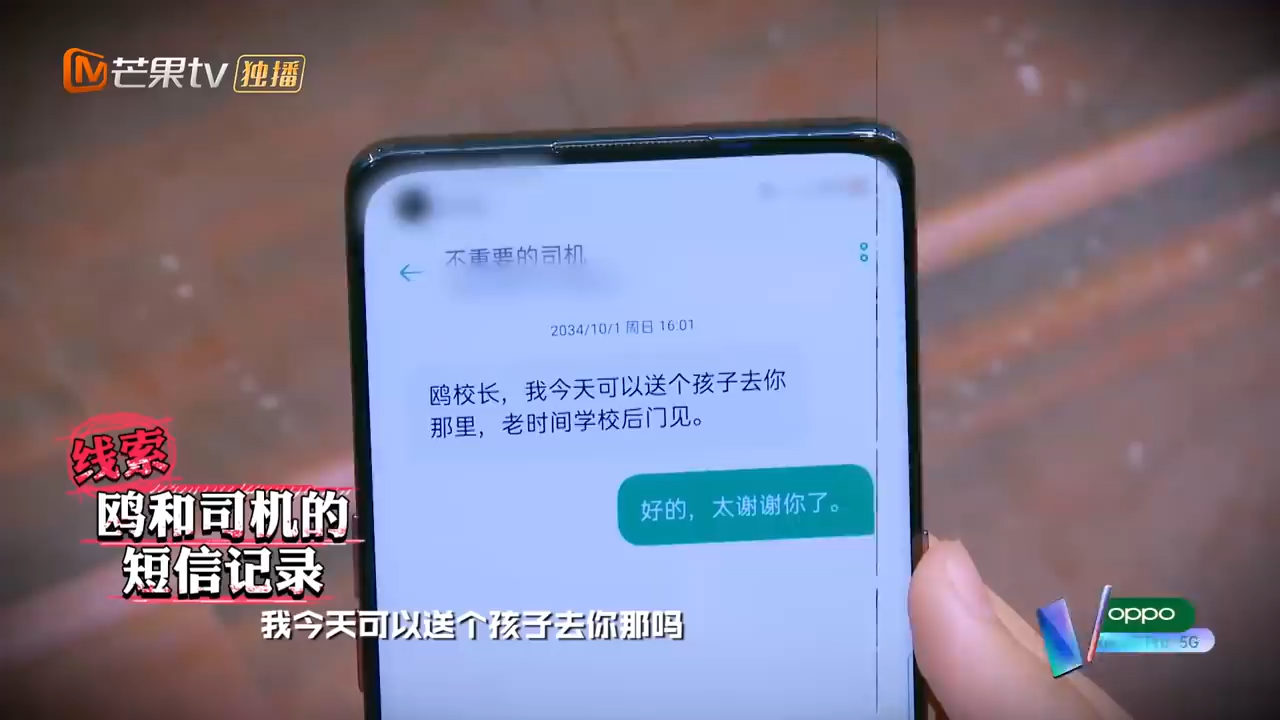 芒果tv 独播
不重要的司机
2034/10/1 周日 16:01
鸥校长，我今天可以送个孩子去你
那里，老时间学校后门见。
好的，太谢谢你了。
线索
鸥和司机的
短信记录
我今天可以送个孩子去你那吗
oppo
5G